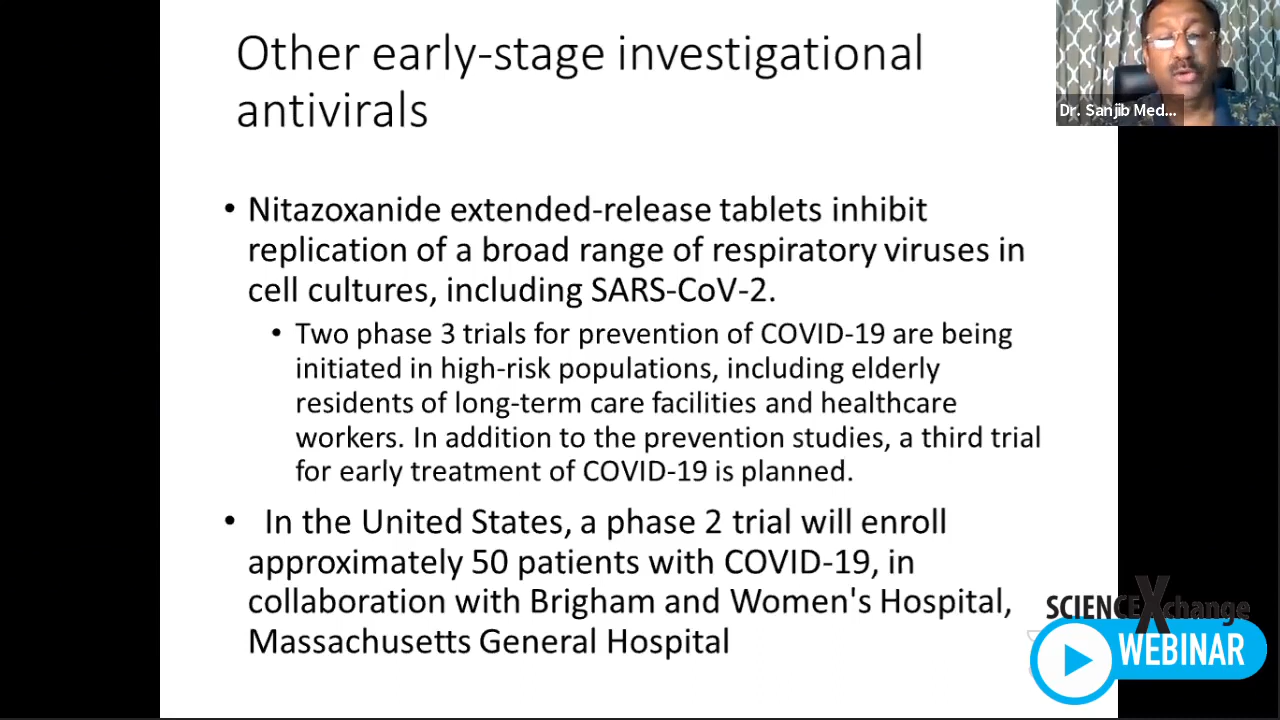 Other early-stage investigational
antivirals
Dr. Sanjib Med...
• Nitazoxanide extended-release tablets inhibit
replication of a broad range of respiratory viruses in
cell cultures, including SARS-CoV-2.
• Two phase 3 trials for prevention of COVID-19 are being
initiated in high-risk populations, including elderly
residents of long-term care facilities and healthcare
workers. In addition to the prevention studies, a third trial
for early treatment of COVID-19 is planned.
• In the United States, a phase 2 trial will enroll
approximately 50 patients with COVID-19, in
collaboration with Brigham and Women's Hospital,
Massachusetts General Hospital
SCIENCEXchange
WEBINAR